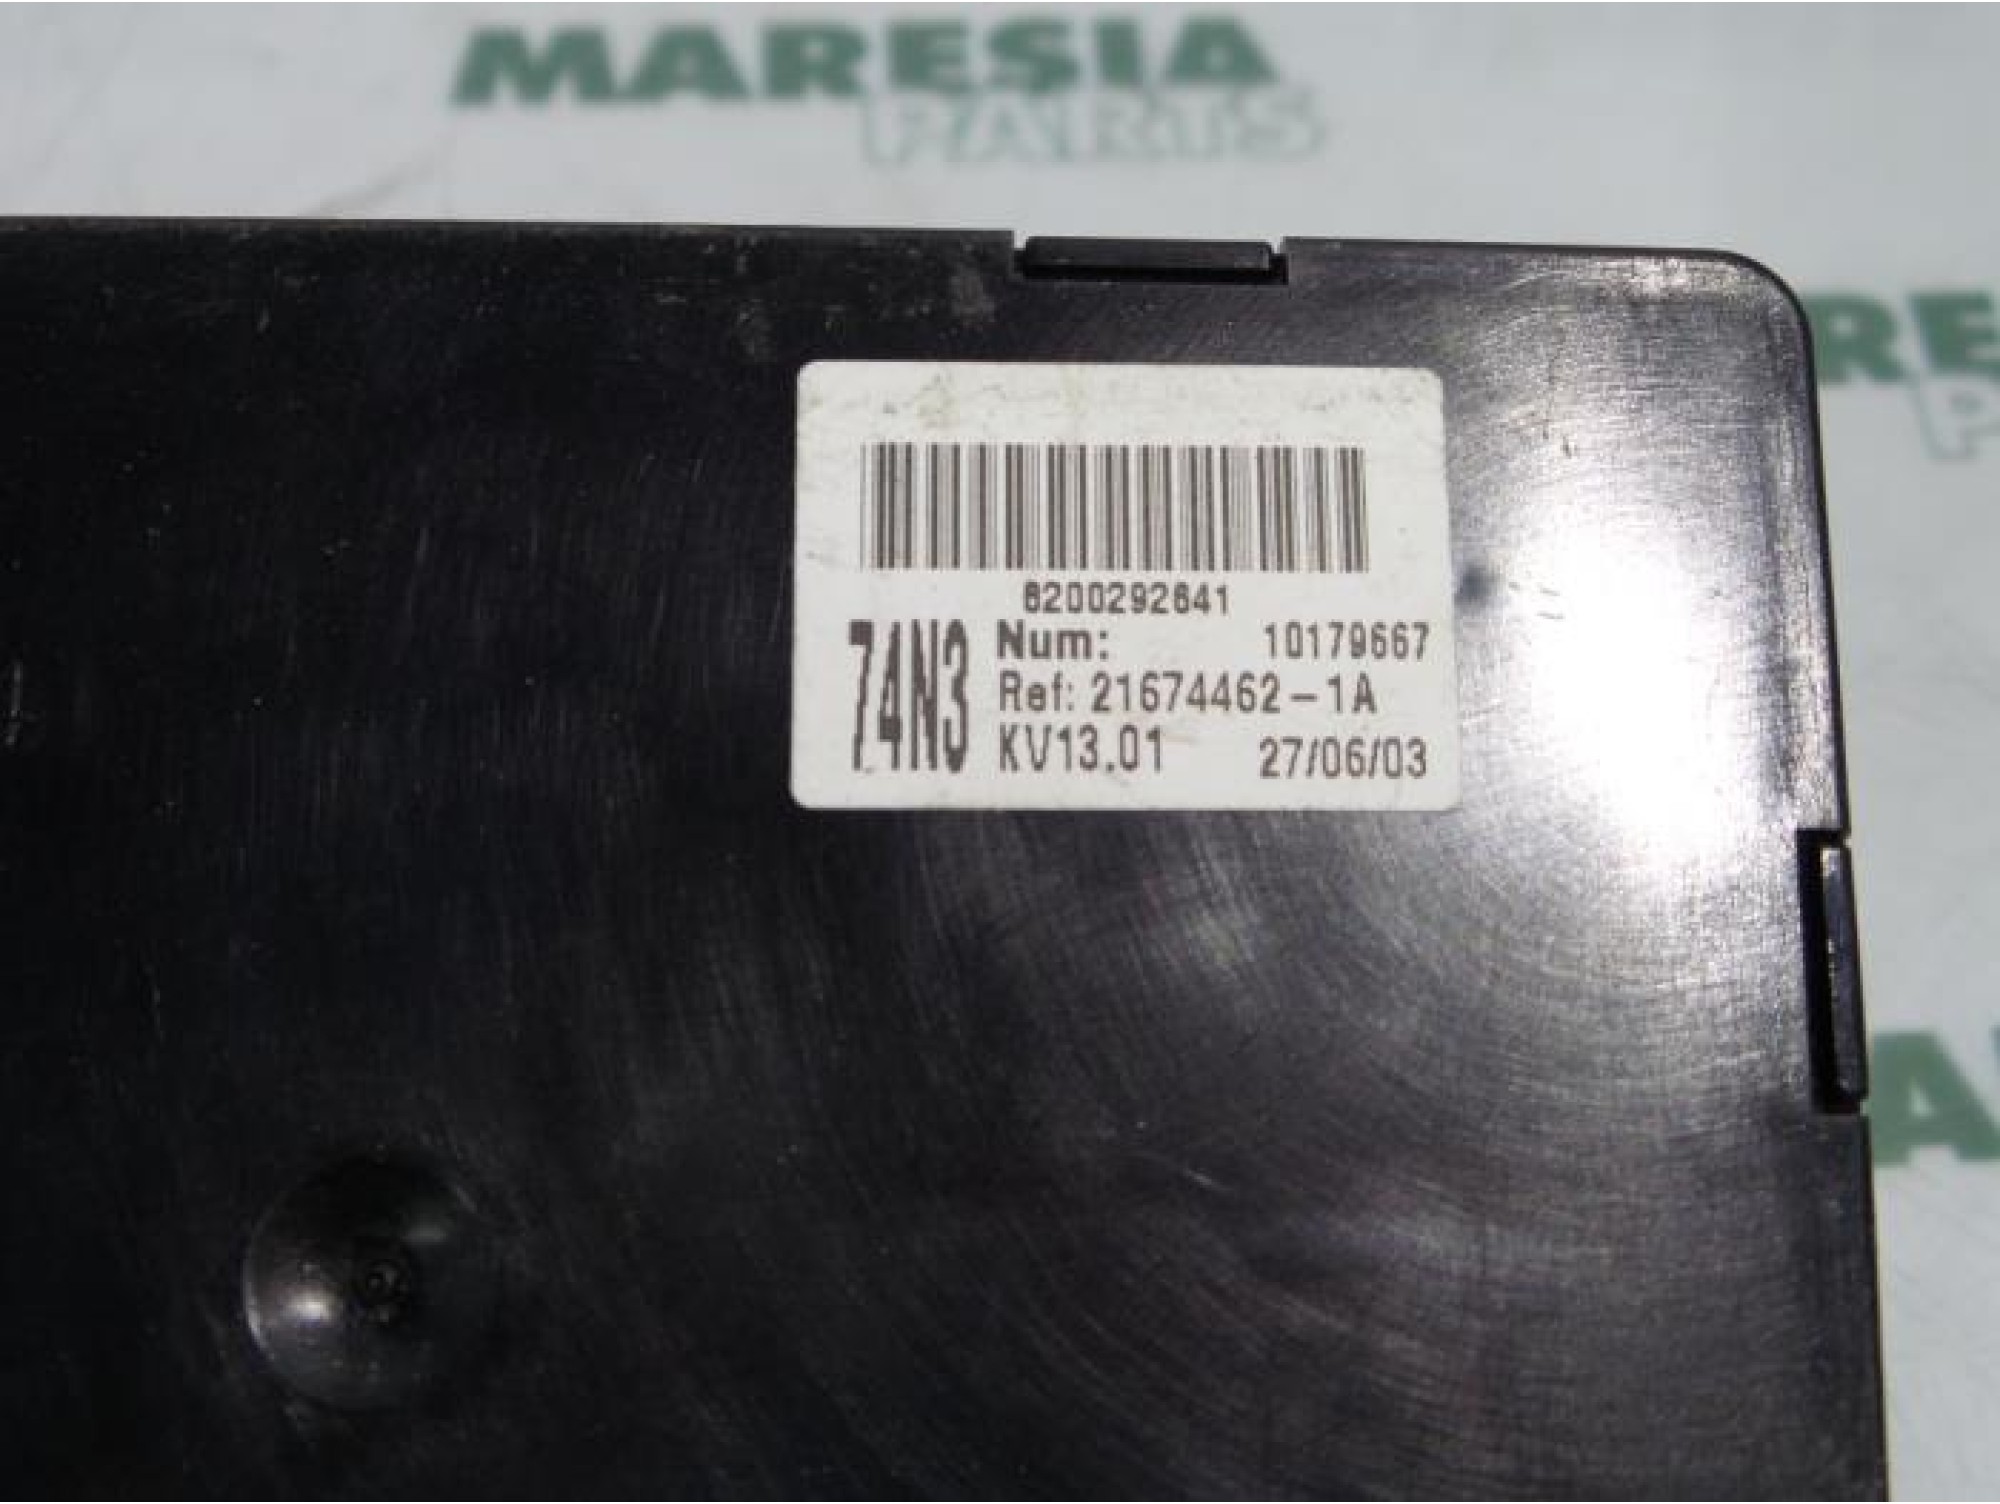 MARESIA
PARTS
8200292641
74N3
Num: 10179667
Ref: 21674462-1A
KV13.01 27/06/03